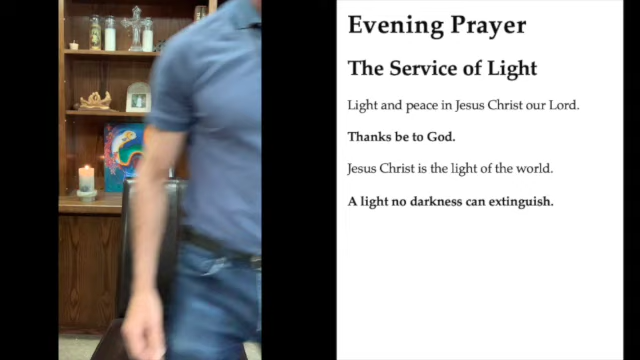 Evening Prayer
The Service of Light
Light and peace in Jesus Christ our Lord.
Thanks be to God.
Jesus Christ is the light of the world.
A light no darkness can extinguish.